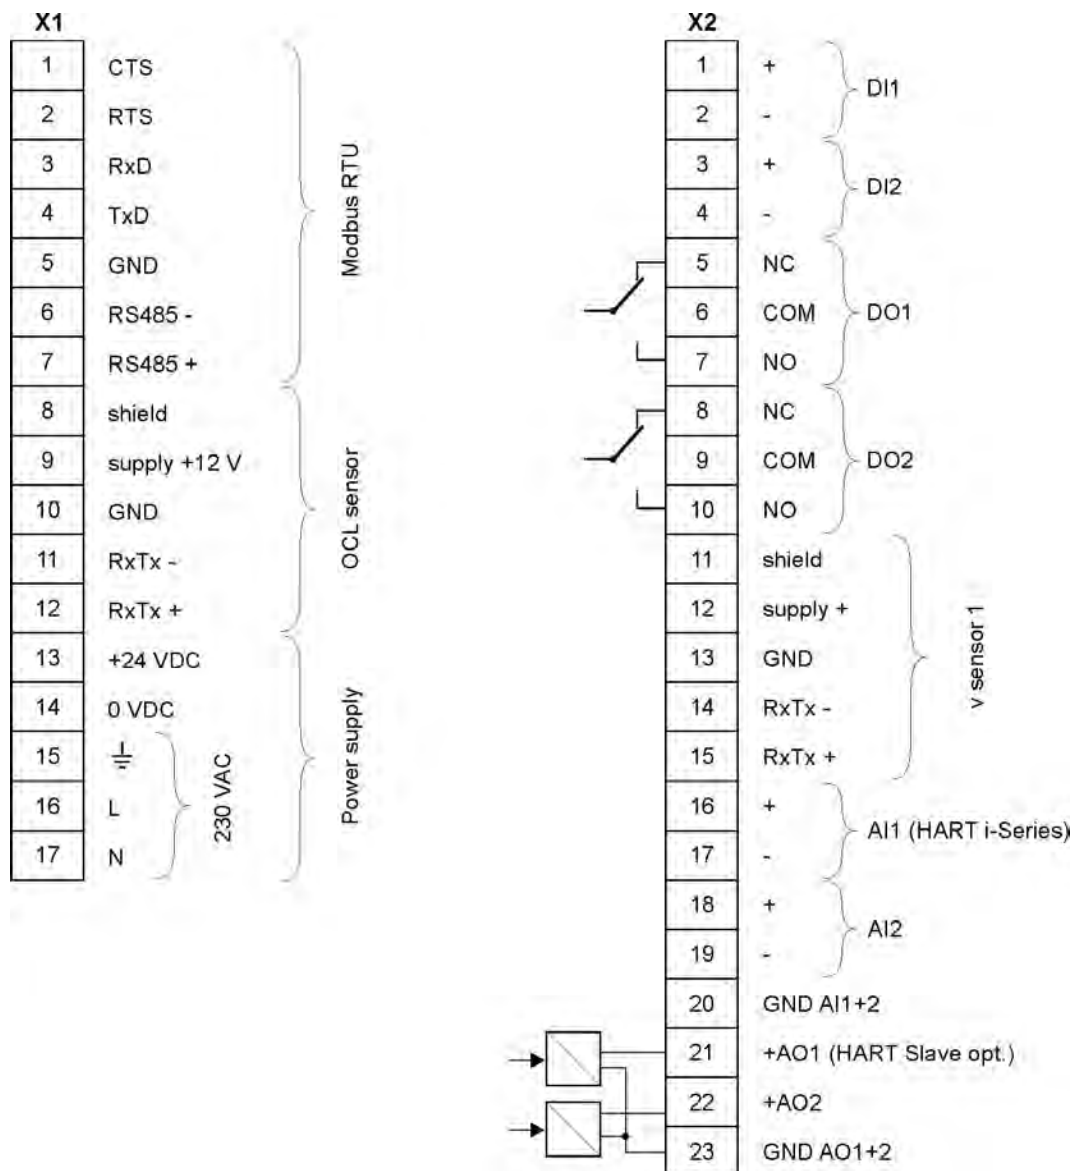 X1
1 CTS
2 RTS
3 RxD
4 TxD
5 GND
6 RS485 -
7 RS485 +
Modbus RTU
8 shield
9 supply +12 V
10 GND
11 RxTx -
12 RxTx +
OCL sensor
13 +24 VDC
14 0 VDC
15
16 L
17 N
230 VAC
Power supply
X2
1 +
2 -
DI1
3 +
4 -
DI2
5 NC
6 COM
7 NO
DO1
8 NC
9 COM
10 NO
DO2
11 shield
12 supply +
13 GND
14 RxTx -
15 RxTx +
v sensor 1
16 +
17 -
AI1 (HART i-Series)
18 +
19 -
AI2
20 GND AI1+2
21 +AO1 (HART Slave opt.)
22 +AO2
23 GND AO1+2